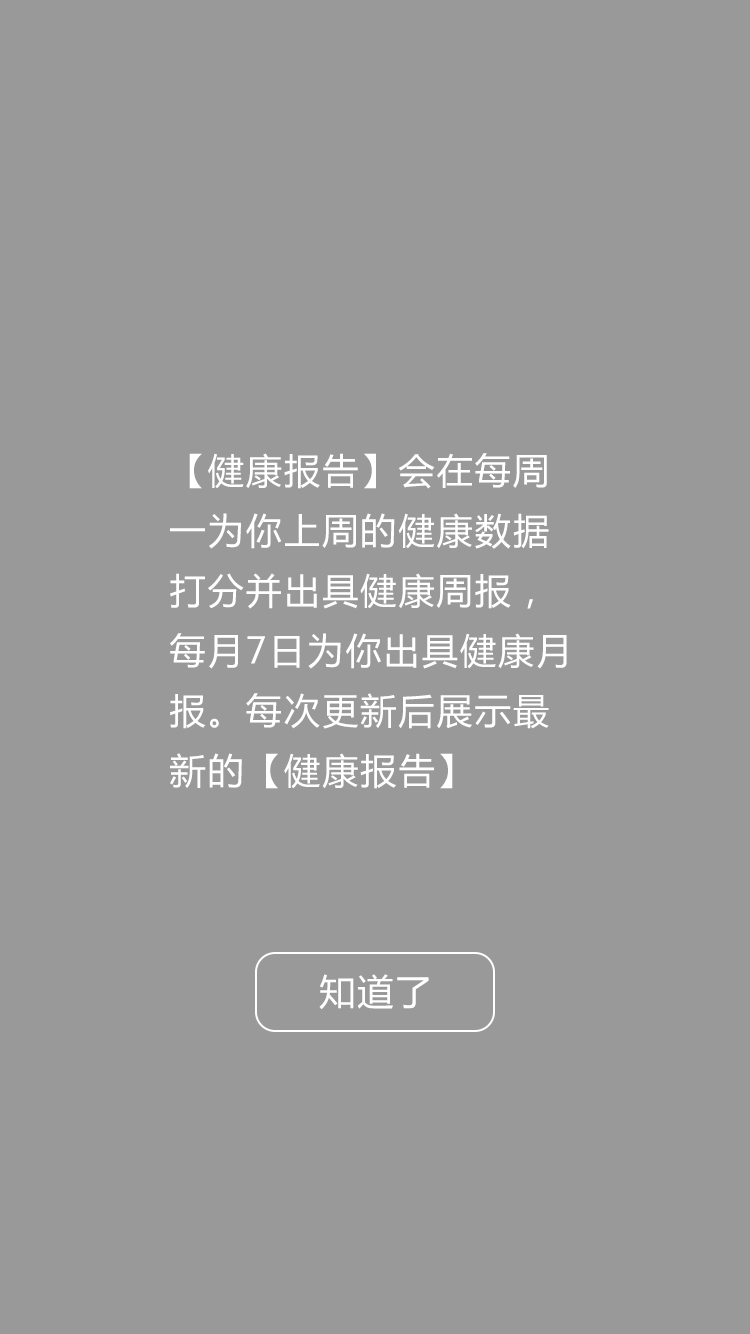 【健康报告】会在每周
一为你上周的健康数据
打分并出具健康周报，
每月7日为你出具健康月
报。每次更新后展示最
新的【健康报告】
知道了